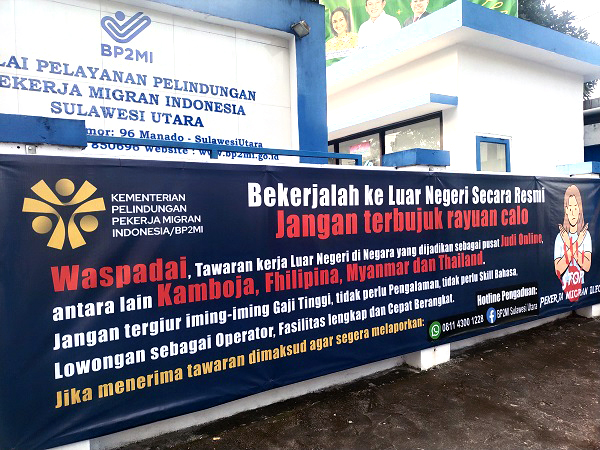 BP2MI
LAI PELAYANAN PELINDUNGAN
PEKERJA MIGRAN INDONESIA
SULAWESI UTARA
mor: 96 Manado - SulawesiUtara
850696 website : www.bp2mi.go.id
KEMENTERIAN
PELINDUNGAN
PEKERJA MIGRAN
INDONESIA/BP2MI
Bekerjalah ke Luar Negeri Secara Resmi
Jangan terbujuk rayuan calo
Waspadai, Tawaran kerja Luar Negeri di Negara yang dijadikan sebagai pusat Judi Online,
antara lain Kamboja, Fhilipina, Myanmar dan Thailand.
Jangan tergiur iming-iming Gaji Tinggi, tidak perlu Pengalaman, tidak perlu Skill Bahasa.
Lowongan sebagai Operator, Fasilitas lengkap dan Cepat Berangkat.
Jika menerima tawaran dimaksud agar segera melaporkan:
Hotline Pengaduan:
0811 4300 1228
BP2MI Sulawesi Utara
STOP
PEKERJA MIGRAN